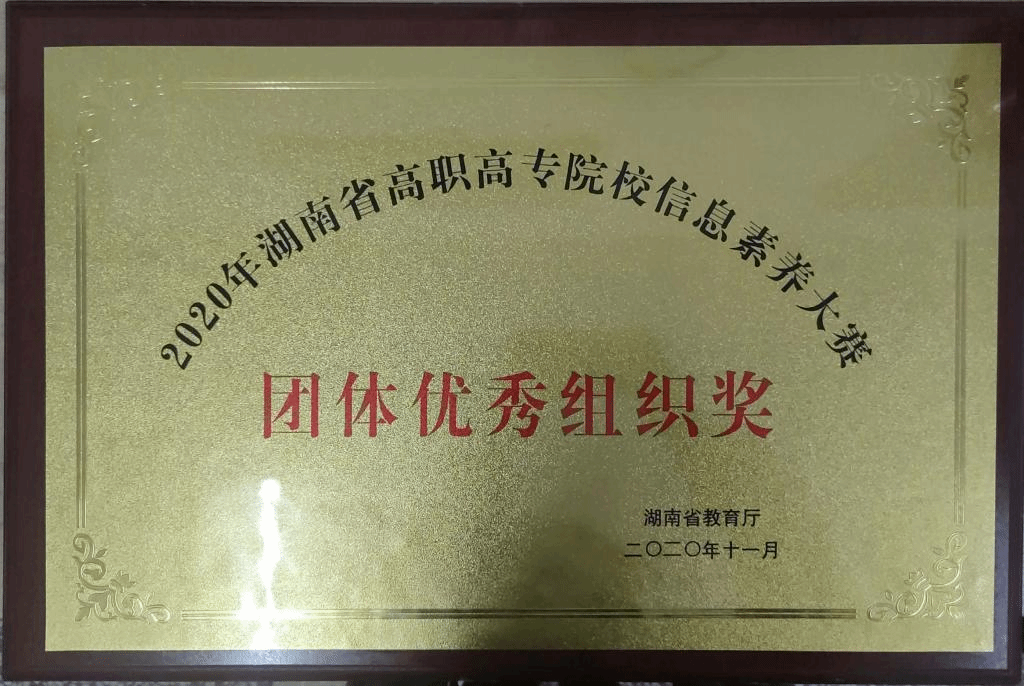 2020年湖南省高职高专院校信息素养大赛
团体优秀组织奖
湖南省教育厅
二〇二〇年十一月